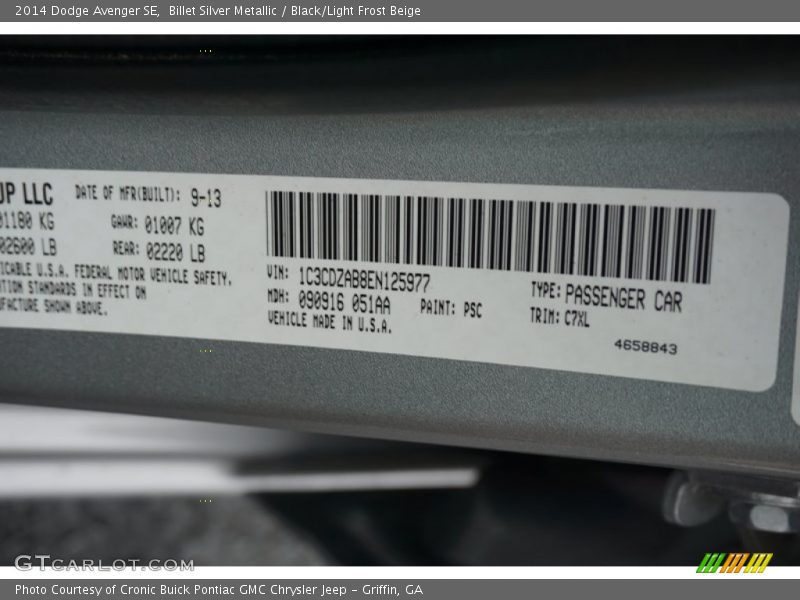 2014 Dodge Avenger SE,  Billet Silver Metallic / Black/Light Frost Beige
UP LLC DATE OF MFR(BUILT): 9-13
01180 KG GAWR: 01007 KG
02600 LB REAR: 02220 LB
ICABLE U.S.A. FEDERAL MOTOR VEHICLE SAFETY,
NTION STANDARDS IN EFFECT ON
UFACTURE SHOWN ABOVE.
VIN: 1C3CDZAB8EN125977 TYPE: PASSENGER CAR
MDH: 090916 051AA PAINT: PSC TRIM: C7XL
VEHICLE MADE IN U.S.A.
4658843
GTCARLOT.COM
Photo Courtesy of Cronic Buick Pontiac GMC Chrysler Jeep - Griffin, GA